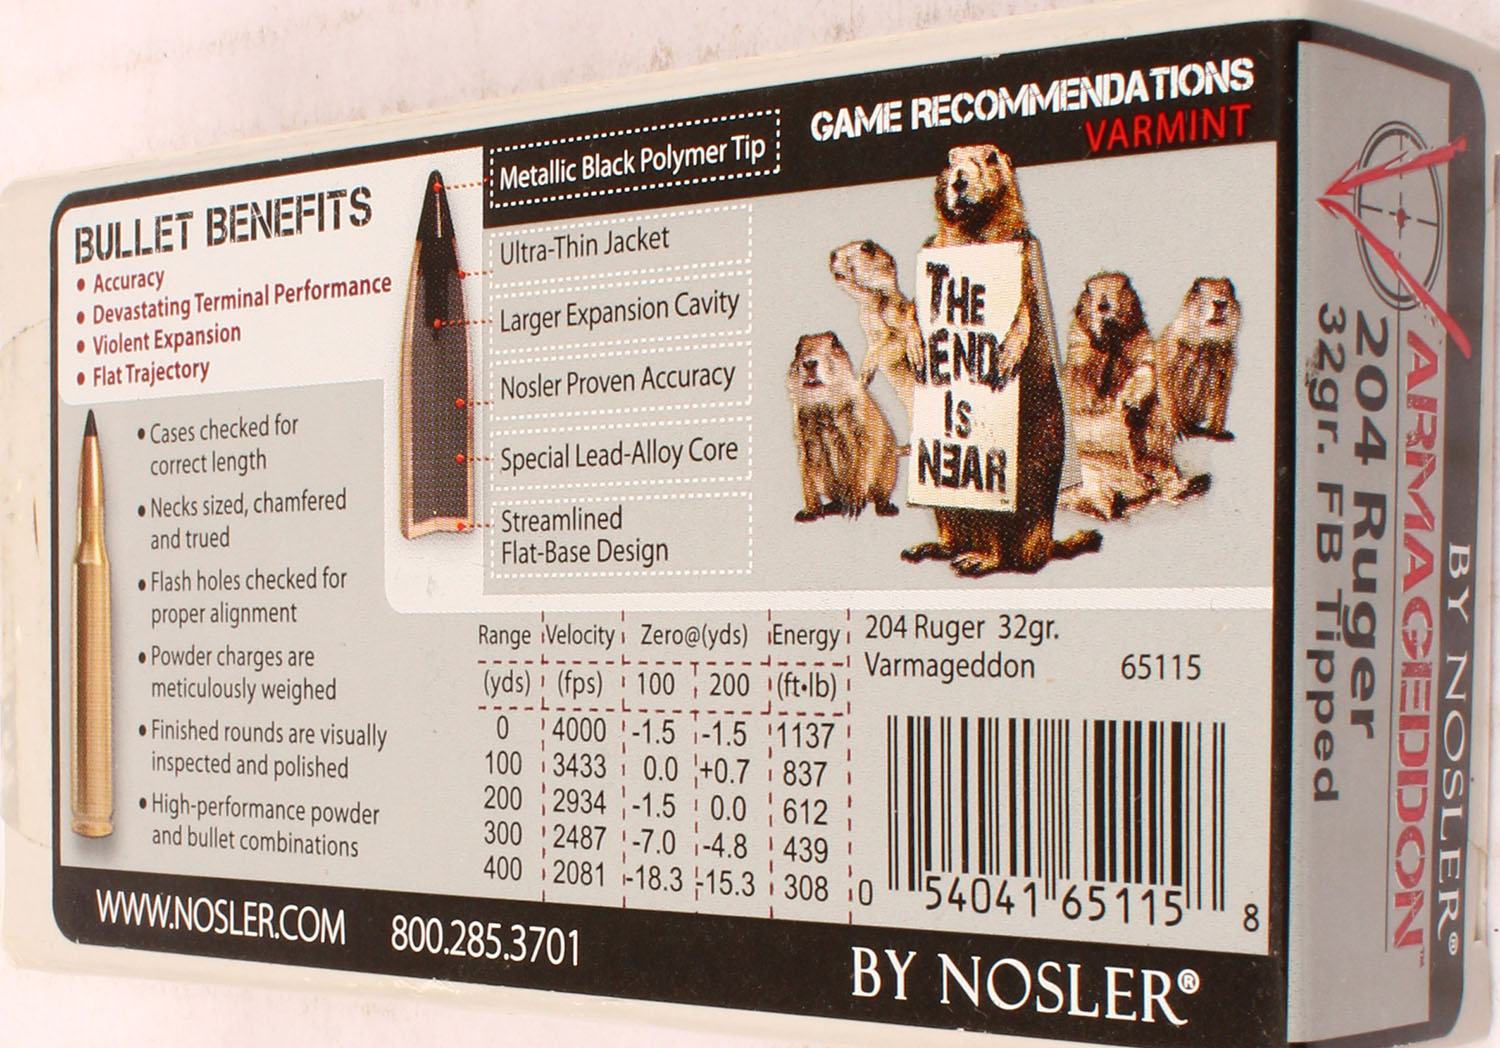 GAME RECOMMENDATIONS
VARMINT
BULLET BENEFITS
• Accuracy
• Devastating Terminal Performance
• Violent Expansion
• Flat Trajectory
Metallic Black Polymer Tip
Ultra-Thin Jacket
Larger Expansion Cavity
Nosler Proven Accuracy
Special Lead-Alloy Core
Streamlined
Flat-Base Design
THE
END
IS
NEAR
• Cases checked for
correct length
• Necks sized, chamfered
and trued
• Flash holes checked for
proper alignment
• Powder charges are
meticulously weighed
• Finished rounds are visually
inspected and polished
• High-performance powder
and bullet combinations
Range Velocity Zero@(yds) Energy
(yds) (fps) 100 200 (ft•lb)
0 4000 -1.5 -1.5 1137
100 3433 0.0 +0.7 837
200 2934 -1.5 0.0 612
300 2487 -7.0 -4.8 439
400 2081 -18.3 -15.3 308
204 Ruger 32gr.
Varmageddon 65115
0 54041 65115 8
WWW.NOSLER.COM 800.285.3701
BY NOSLER®
VARMAGEDDON™
BY NOSLER®
204 Ruger
32gr. FB Tipped